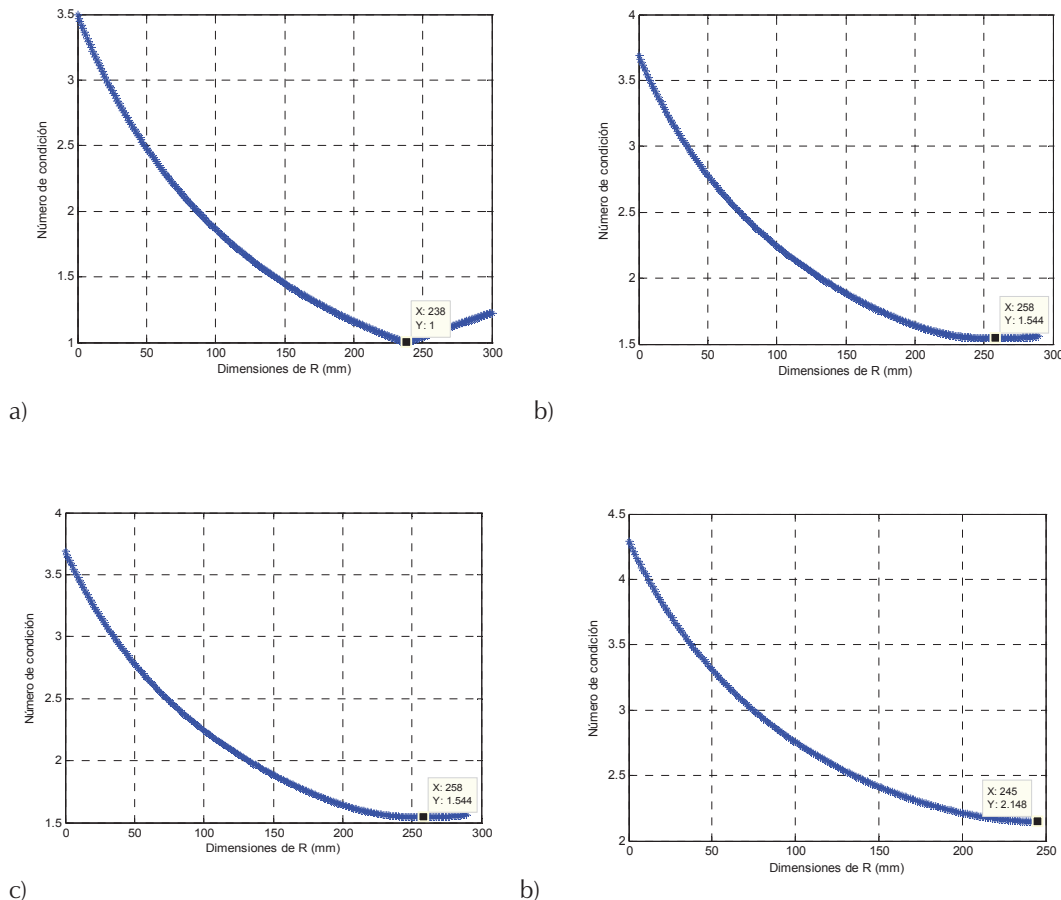 3.5
3
2.5
2
1.5
1
Número de condición
0 50 100 150 200 250 300
Dimensiones de R (mm)
X: 238
Y: 1
a)
4
3.5
3
2.5
2
1.5
Número de condición
0 50 100 150 200 250 300
Dimensiones de R (mm)
X: 258
Y: 1.544
b)
4
3.5
3
2.5
2
1.5
Número de condición
0 50 100 150 200 250 300
Dimensiones de R (mm)
X: 258
Y: 1.544
c)
4.5
4
3.5
3
2.5
2
Número de condición
0 50 100 150 200 250
Dimensiones de R (mm)
X: 245
Y: 2.148
b)